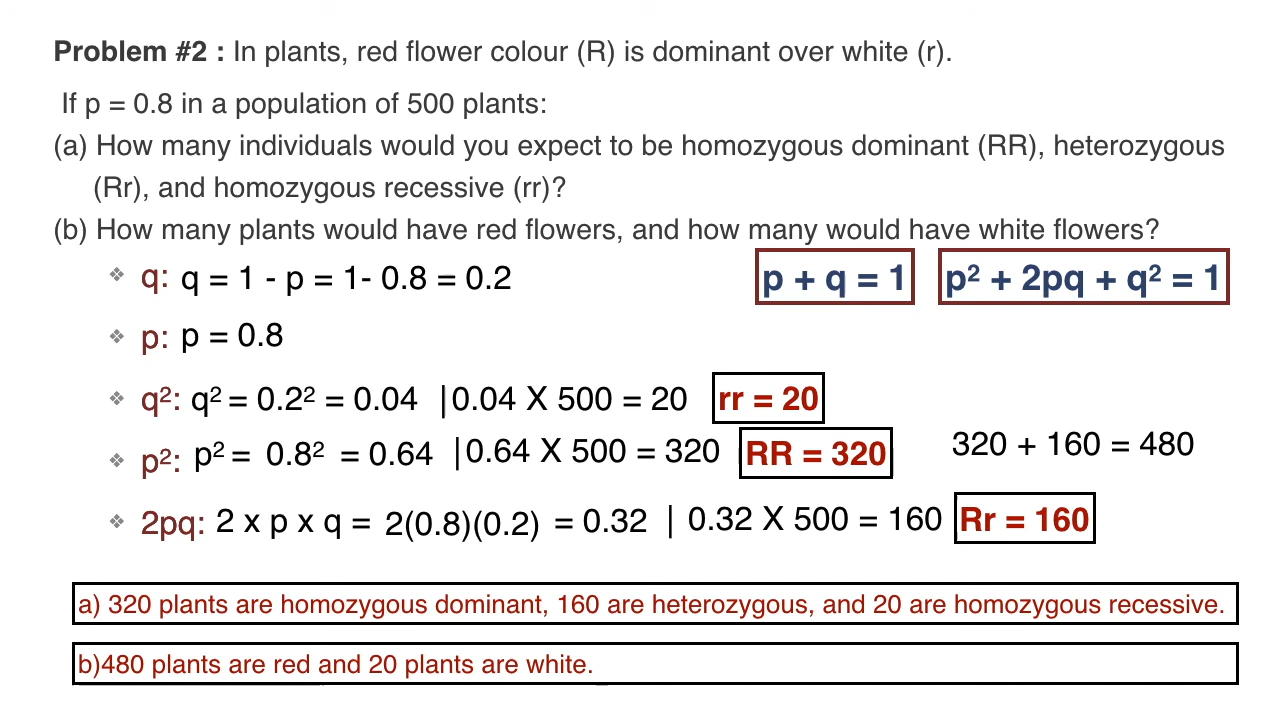 Problem #2 : In plants, red flower colour (R) is dominant over white (r).
If p = 0.8 in a population of 500 plants:
(a) How many individuals would you expect to be homozygous dominant (RR), heterozygous
(Rr), and homozygous recessive (rr)?
(b) How many plants would have red flowers, and how many would have white flowers?
❖ q: q = 1 - p = 1- 0.8 = 0.2 p + q = 1 p² + 2pq + q² = 1
❖ p: p = 0.8
❖ q²: q² = 0.2² = 0.04 |0.04 X 500 = 20 rr = 20
❖ p²: p² = 0.8² = 0.64 |0.64 X 500 = 320 RR = 320 320 + 160 = 480
❖ 2pq: 2 x p x q = 2(0.8)(0.2) = 0.32 | 0.32 X 500 = 160 Rr = 160
a) 320 plants are homozygous dominant, 160 are heterozygous, and 20 are homozygous recessive.
b)480 plants are red and 20 plants are white.